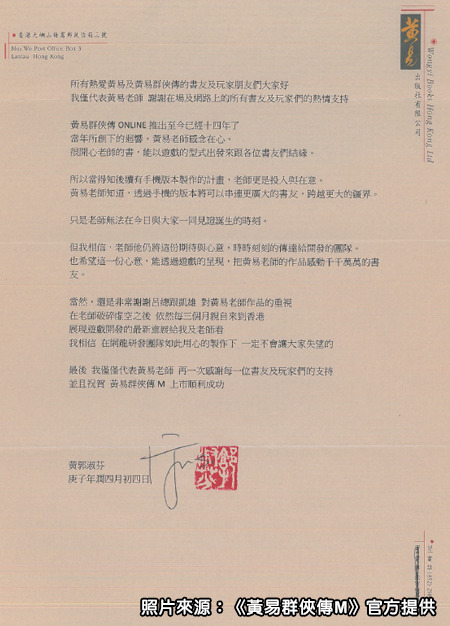 香港大嶼山梅窩郵政信箱三號
Mui Wo Post Office Box 3
Lantau Hong Kong
黃易
出版社有限公司
Wongyi Books Hong Kong Ltd
所有熱愛黃易及黃易群俠傳的書友及玩家朋友們大家好
我僅代表黃易老師 謝謝在場及網路上的所有書友及玩家們的熱情支持
黃易群俠傳 ONLINE 推出至今已經十四年了
當年所創下的迴響，黃易老師感念在心。
很開心老師的書，能以遊戲的型式出發來跟各位書友們結緣。
所以當得知後續有手機版本製作的計畫，老師更是投入與在意。
黃易老師知道，透過手機的版本將可以串連更廣大的書友，跨越更大的疆界。
只是老師無法在今日與大家一同見證誕生的時刻。
但我相信，老師他仍將這份期待與心意，時時刻刻的傳達給開發的團隊。
也希望這一份心意，能透過遊戲的呈現，把黃易老師的作品感動千千萬萬的書
友。
當然，還是非常謝謝呂總跟凱雄 對黃易老師作品的重視
在老師破碎虛空之後 依然每三個月親自來到香港
展現遊戲開發的最新進展給我及老師看
我相信 在網龍研發團隊如此用心的製作下 一定不會讓大家失望的
最後 我僅僅代表黃易老師 再一次感謝每一位書友及玩家們的支持
並且祝賀 黃易群俠傳 M 上市順利成功
黃郭淑芬
庚子年閏四月初四日
照片來源：《黃易群俠傳M》官方提供